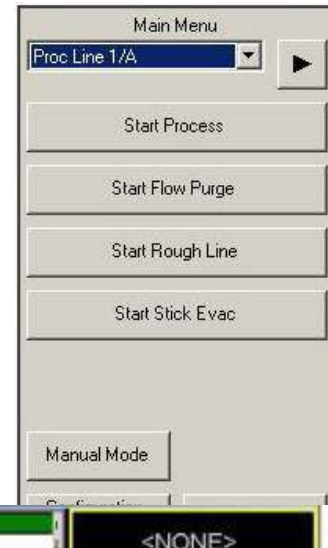 Main Menu
Proc Line 1/A
Start Process
Start Flow Purge
Start Rough Line
Start Stick Evac
Manual Mode
<NONE>